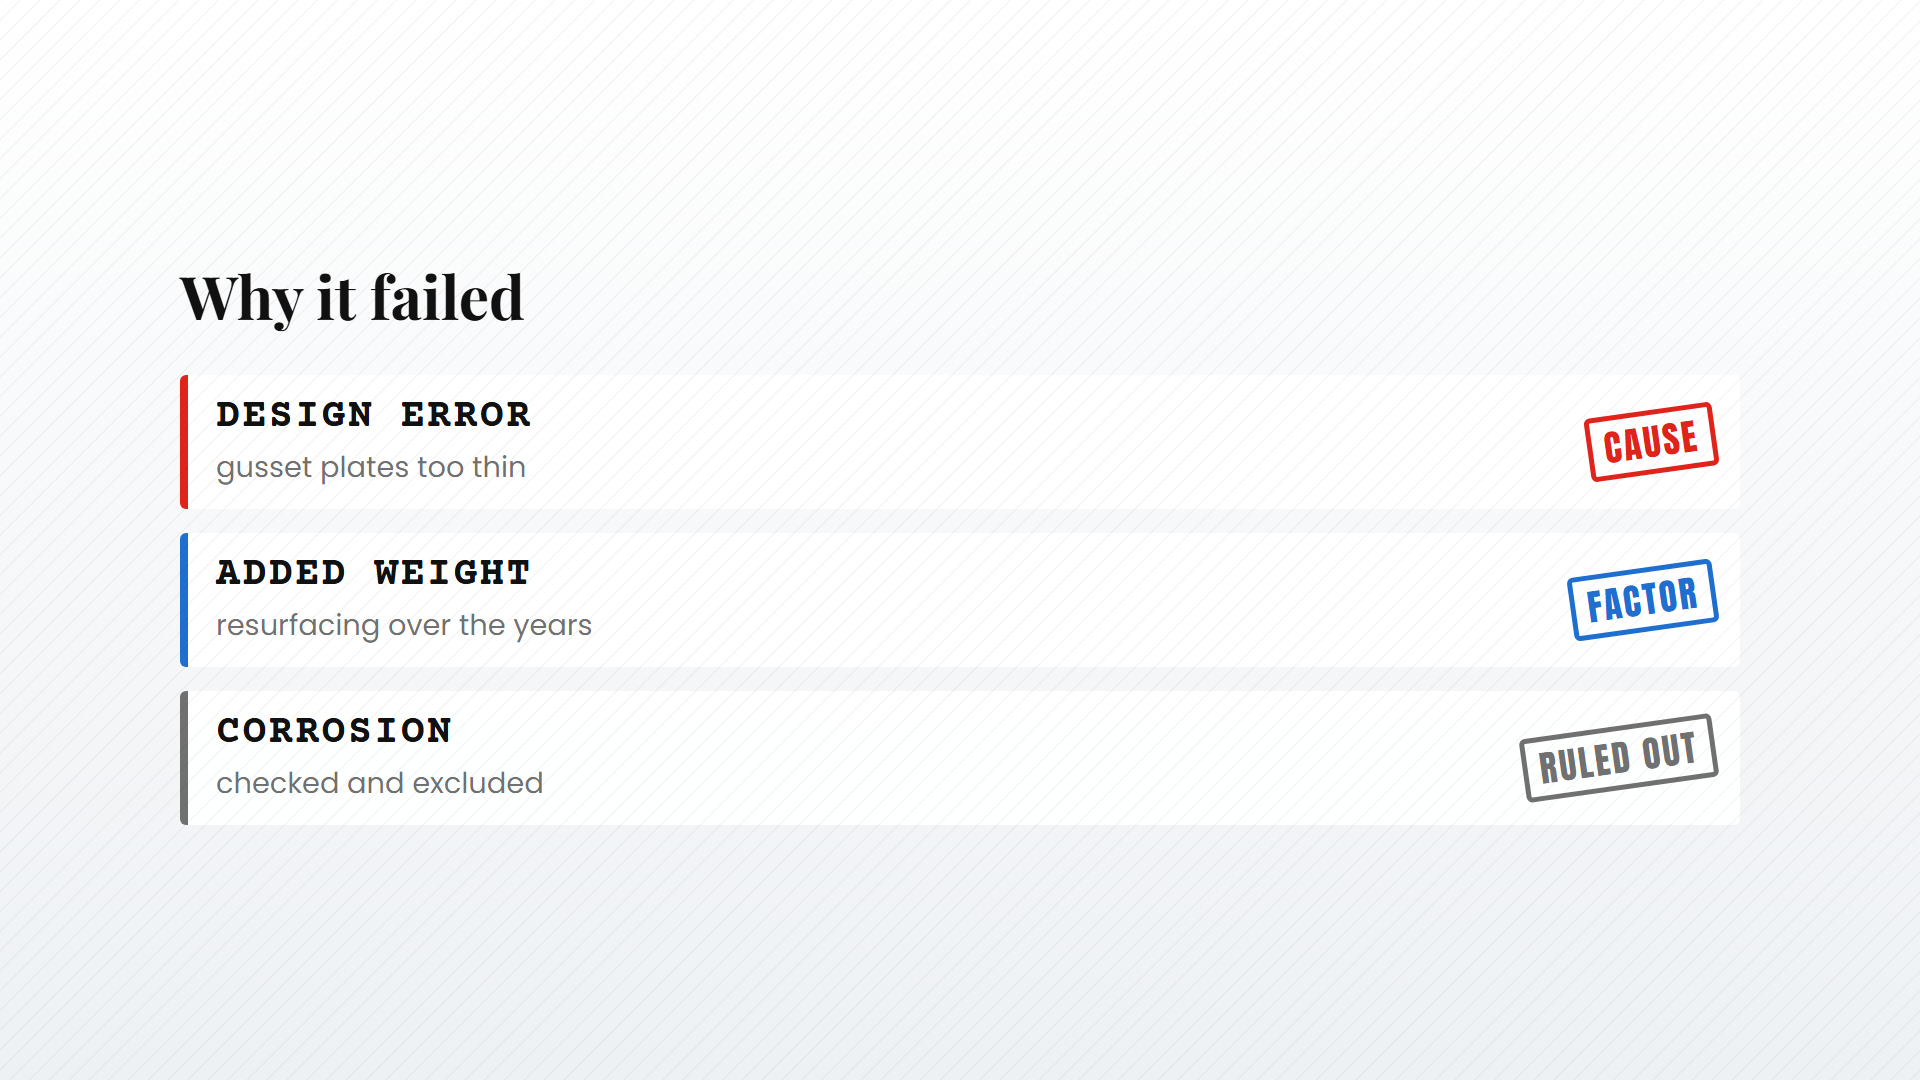 Why it failed
DESIGN ERROR
gusset plates too thin
CAUSE
ADDED WEIGHT
resurfacing over the years
FACTOR
CORROSION
checked and excluded
RULED OUT